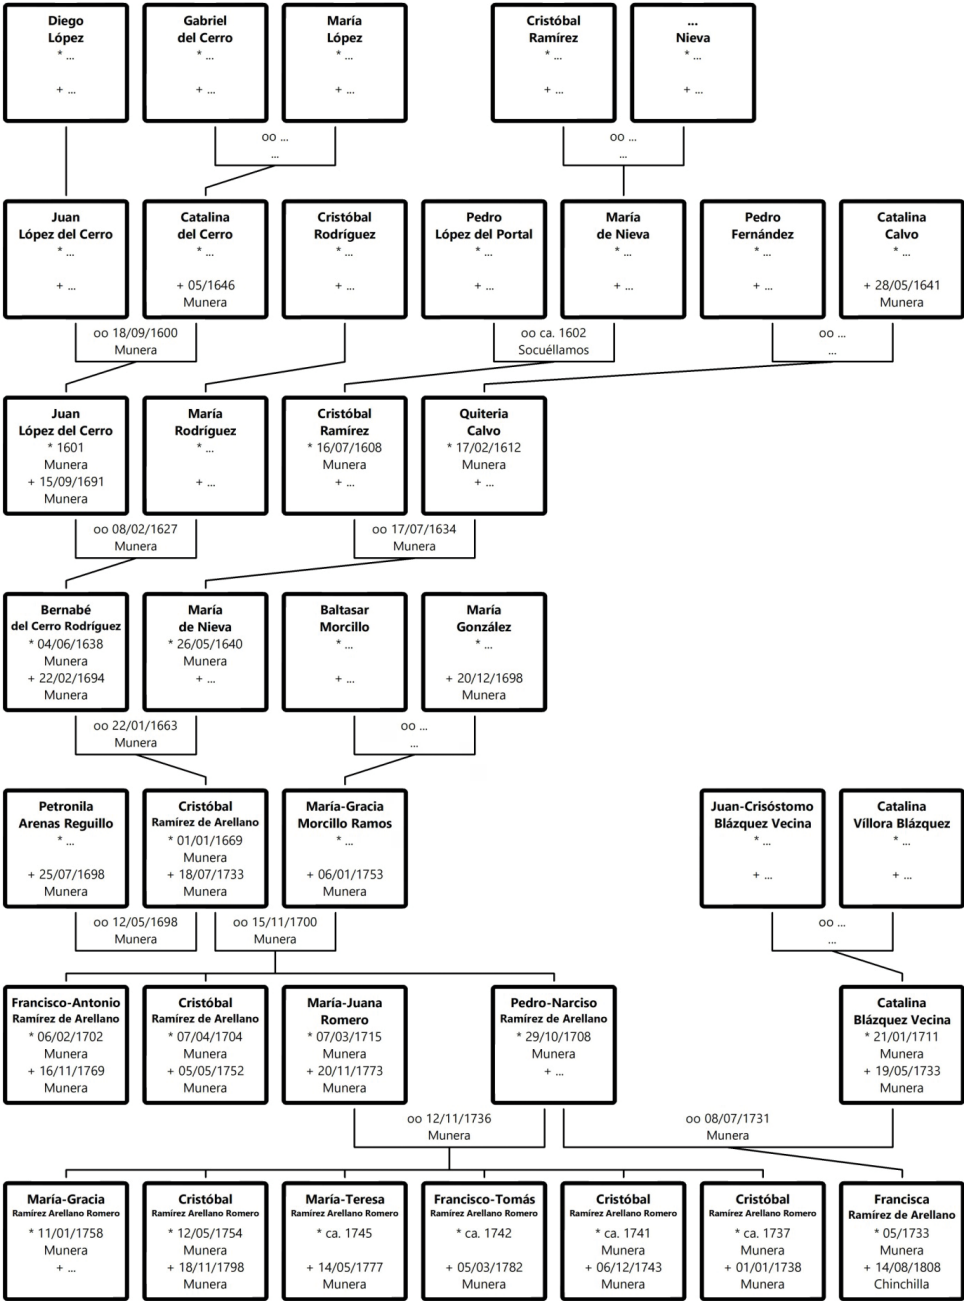 Diego
López
* ...
+ ...
Gabriel
del Cerro
* ...
+ ...
María
López
* ...
+ ...
Cristóbal
Ramírez
* ...
+ ...
...
Nieva
* ...
+ ...
oo ...
...
oo ...
...
Juan
López del Cerro
* ...
+ ...
Catalina
del Cerro
* ...
+ 05/1646
Munera
Cristóbal
Rodríguez
* ...
+ ...
Pedro
López del Portal
* ...
+ ...
María
de Nieva
* ...
+ ...
Pedro
Fernández
* ...
+ ...
Catalina
Calvo
* ...
+ 28/05/1641
Munera
oo 18/09/1600
Munera
oo ca. 1602
Socuéllamos
oo ...
...
Juan
López del Cerro
* 1601
Munera
+ 15/09/1691
Munera
María
Rodríguez
* ...
+ ...
Cristóbal
Ramírez
* 16/07/1608
Munera
+ ...
Quiteria
Calvo
* 17/02/1612
Munera
+ ...
oo 08/02/1627
Munera
oo 17/07/1634
Munera
Bernabé
del Cerro Rodríguez
* 04/06/1638
Munera
+ 22/02/1694
Munera
María
de Nieva
* 26/05/1640
Munera
+ ...
Baltasar
Morcillo
* ...
+ ...
María
González
* ...
+ 20/12/1698
Munera
oo 22/01/1663
Munera
oo ...
...
Petronila
Arenas Reguillo
* ...
+ 25/07/1698
Munera
Cristóbal
Ramírez de Arellano
* 01/01/1669
Munera
+ 18/07/1733
Munera
María-Gracia
Morcillo Ramos
* ...
+ 06/01/1753
Munera
Juan-Crisóstomo
Blázquez Vecina
* ...
+ ...
Catalina
Víllora Blázquez
* ...
+ ...
oo 12/05/1698
Munera
oo 15/11/1700
Munera
oo ...
...
Francisco-Antonio
Ramírez de Arellano
* 06/02/1702
Munera
+ 16/11/1769
Munera
Cristóbal
Ramírez de Arellano
* 07/04/1704
Munera
+ 05/05/1752
Munera
María-Juana
Romero
* 07/03/1715
Munera
+ 20/11/1773
Munera
Pedro-Narciso
Ramírez de Arellano
* 29/10/1708
Munera
+ ...
Catalina
Blázquez Vecina
* 21/01/1711
Munera
+ 19/05/1733
Munera
oo 12/11/1736
Munera
oo 08/07/1731
Munera
María-Gracia
Ramírez Arellano Romero
* 11/01/1758
Munera
+ ...
Cristóbal
Ramírez Arellano Romero
* 12/05/1754
Munera
+ 18/11/1798
Munera
María-Teresa
Ramírez Arellano Romero
* ca. 1745
+ 14/05/1777
Munera
Francisco-Tomás
Ramírez Arellano Romero
* ca. 1742
+ 05/03/1782
Munera
Cristóbal
Ramírez Arellano Romero
* ca. 1741
Munera
+ 06/12/1743
Munera
Cristóbal
Ramírez Arellano Romero
* ca. 1737
Munera
+ 01/01/1738
Munera
Francisca
Ramírez de Arellano
* 05/1733
Munera
+ 14/08/1808
Chinchilla